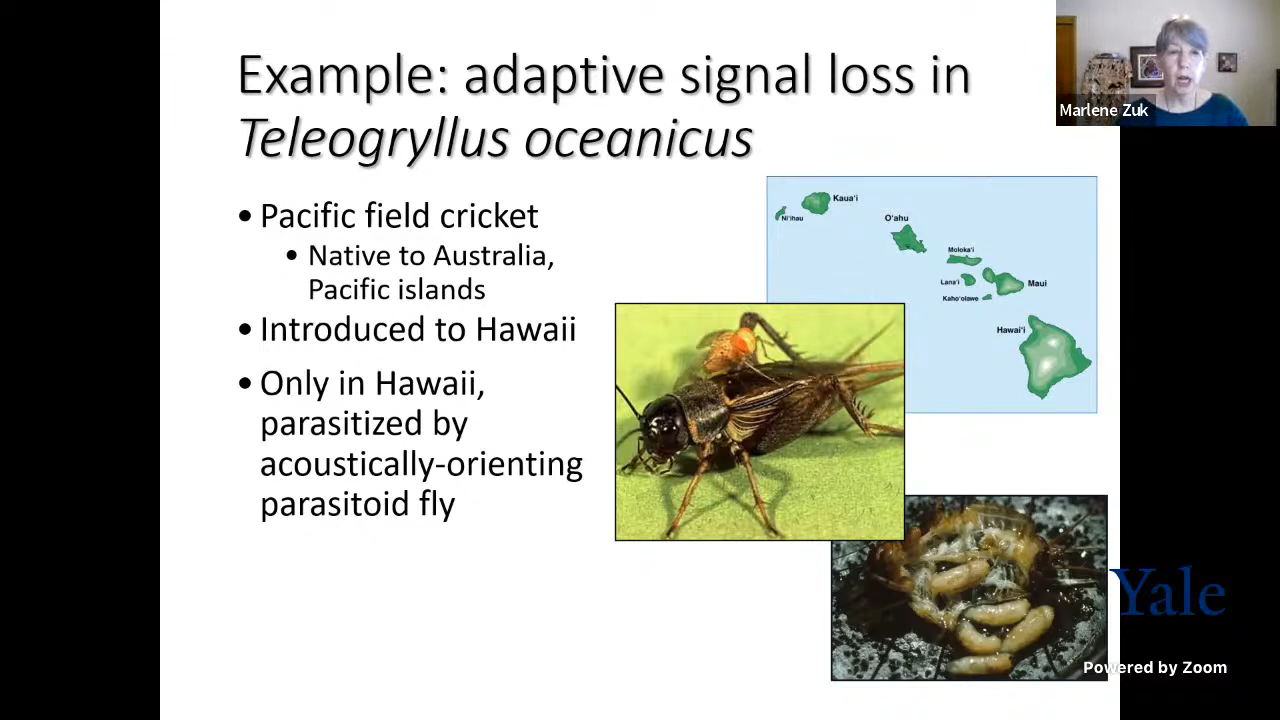 Example: adaptive signal loss in
Teleogryllus oceanicus
• Pacific field cricket
• Native to Australia,
Pacific islands
• Introduced to Hawaii
• Only in Hawaii,
parasitized by
acoustically-orienting
parasitoid fly
Kaua'i
Ni'ihau
O'ahu
Moloka'i
Lana'i
Maui
Kaho'olawe
Hawai'i
Marlene Zuk
Yale
Powered by Zoom